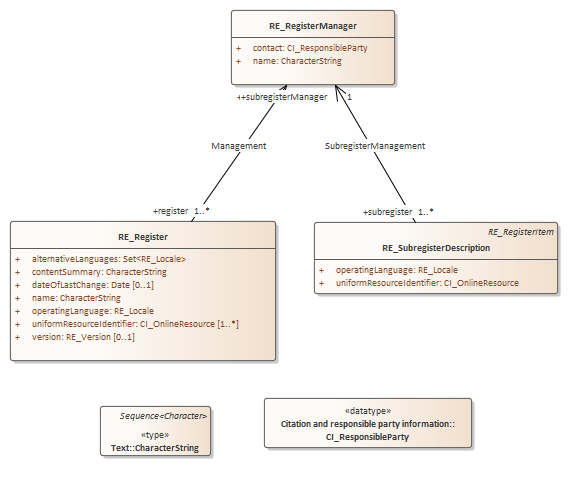 RE_RegisterManager
+ contact: CI_ResponsibleParty
+ name: CharacterString
++subregisterManager 1
Management
SubregisterManagement
+register 1..*
+subregister 1..*
RE_Register
+ alternativeLanguages: Set<RE_Locale>
+ contentSummary: CharacterString
+ dateOfLastChange: Date [0..1]
+ name: CharacterString
+ operatingLanguage: RE_Locale
+ uniformResourceIdentifier: CI_OnlineResource [1..*]
+ version: RE_Version [0..1]
RE_RegisterItem
RE_SubregisterDescription
+ operatingLanguage: RE_Locale
+ uniformResourceIdentifier: CI_OnlineResource
Sequence<Character>
«type»
Text::CharacterString
«datatype»
Citation and responsible party information::
CI_ResponsibleParty